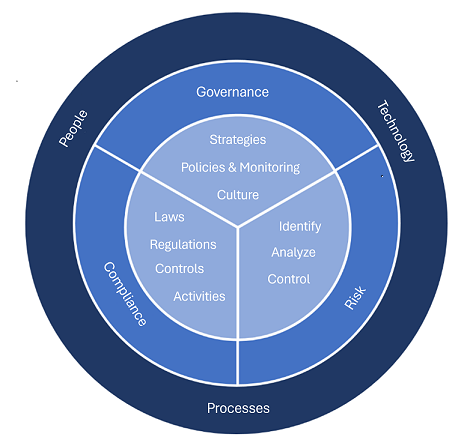 People
Technology
Governance
Strategies
Policies & Monitoring
Culture
Laws
Regulations
Controls
Activities
Identify
Analyze
Control
Compliance
Risk
Processes